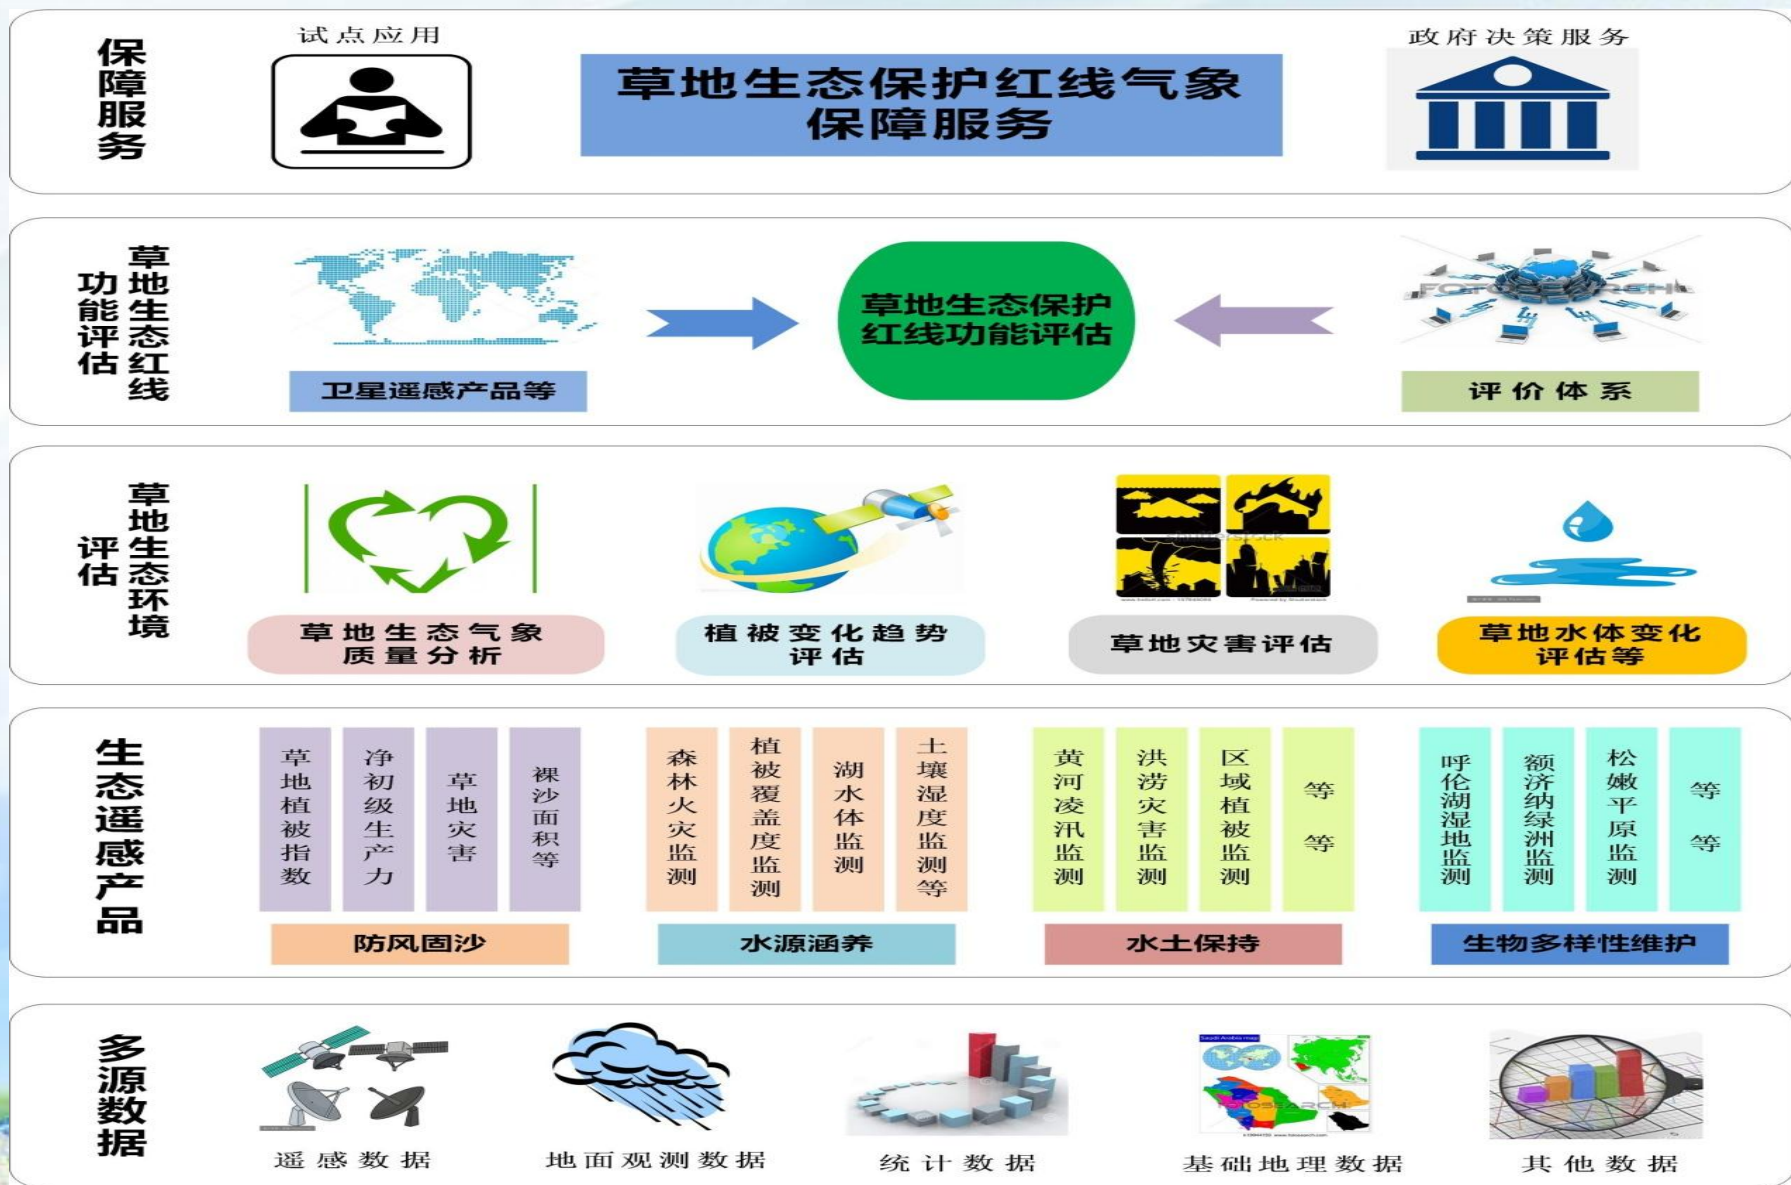 保障服务
试点应用
草地生态保护红线气象
保障服务
政府决策服务
草地生态红线
功能评估
卫星遥感产品等
草地生态保护
红线功能评估
FOTOSEARCH
评价体系
草地生态环境
评估
草地生态气象
质量分析
植被变化趋势
评估
shutterstock
草地灾害评估
草地水体变化
评估等
生态遥感产品
草地植被指数
净初级生产力
草地灾害
裸沙面积等
防风固沙
森林火灾监测
植被覆盖度监测
湖水体监测
土壤湿度监测等
水源涵养
黄河凌汛监测
洪涝灾害监测
区域植被监测
等等
水土保持
呼伦湖湿地监测
额济纳绿洲监测
松嫩平原监测
等等
生物多样性维护
多源数据
遥感数据
地面观测数据
统计数据
Saudi Arabia map
FOTOSEARCH
基础地理数据
其他数据